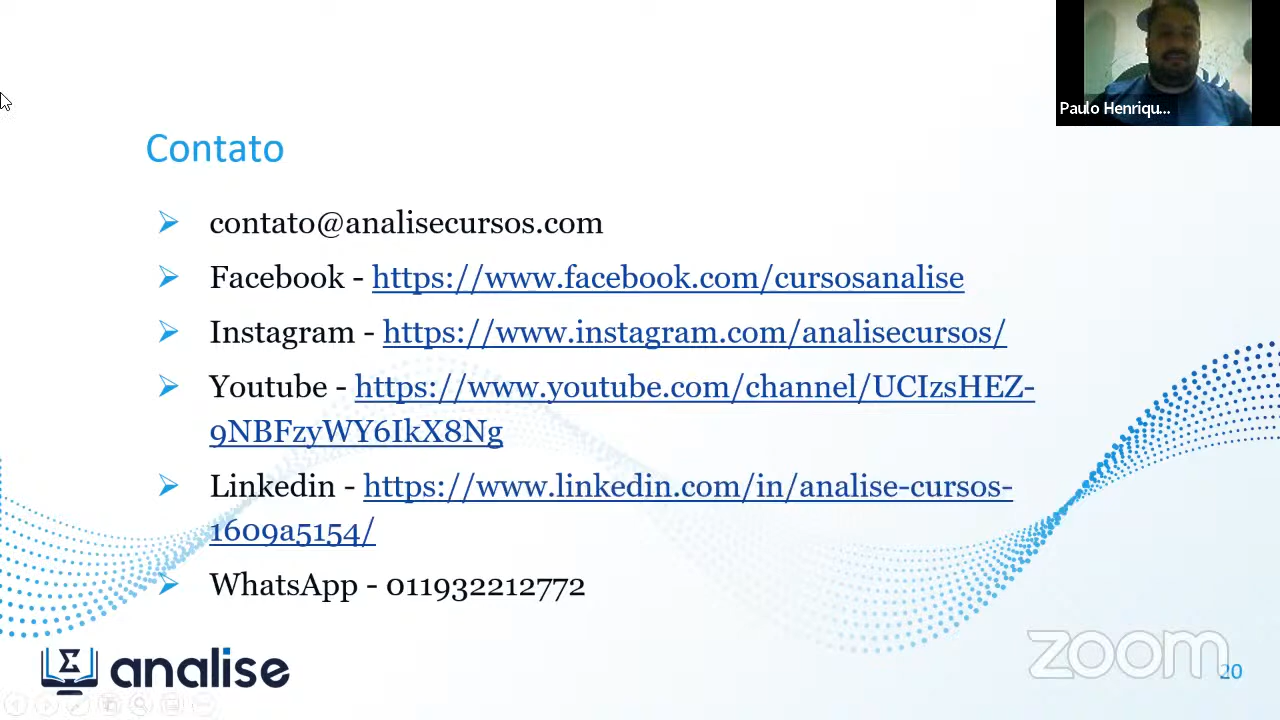 Paulo Henriqu...
Contato
contato@analisecursos.com
Facebook - https://www.facebook.com/cursosanalise
Instagram - https://www.instagram.com/analisecursos/
Youtube - https://www.youtube.com/channel/UCIzsHEZ-
9NBFzyWY6IkX8Ng
Linkedin - https://www.linkedin.com/in/analise-cursos-
1609a5154/
WhatsApp - 011932212772
analise
zoom
20